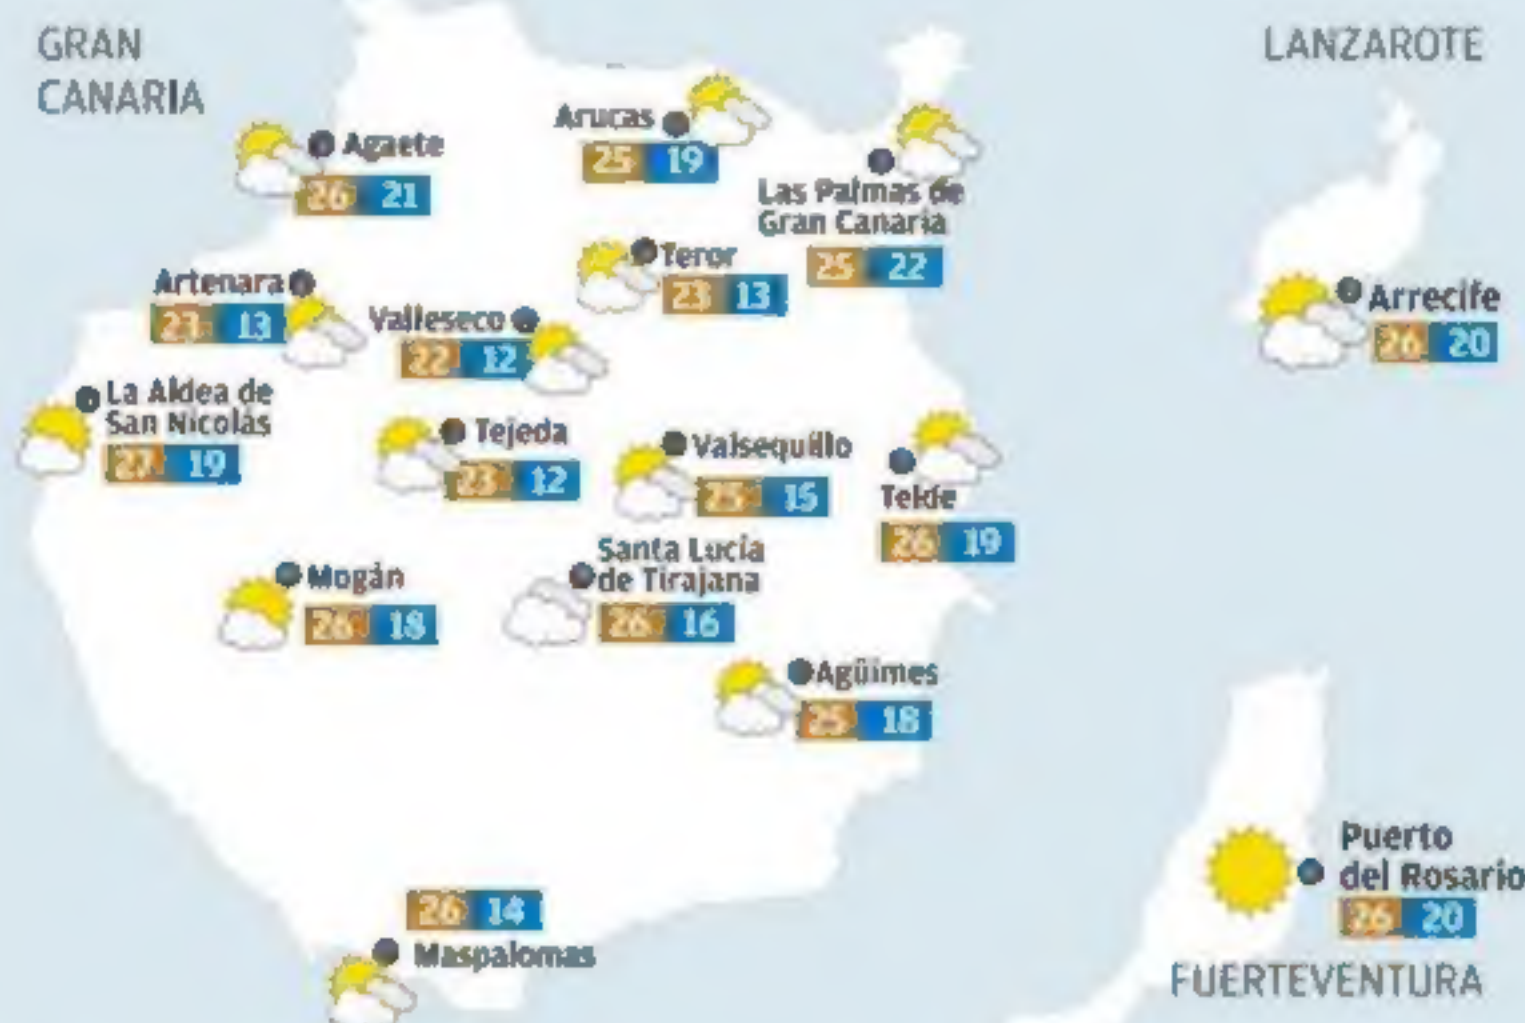 GRAN
CANARIA
LANZAROTE
Agaete
26 21
Arucas
25 19
Las Palmas de
Gran Canaria
25 22
Teror
23 13
Artenara
23 13
Valleseco
22 12
Arrecife
26 20
La Aldea de
San Nicolás
27 19
Tejeda
23 12
Valsequillo
25 15
Telde
26 19
Mogán
26 18
Santa Lucía
de Tirajana
26 16
Agüimes
25 18
Puerto
del Rosario
26 20
26 14
Maspalomas
FUERTEVENTURA